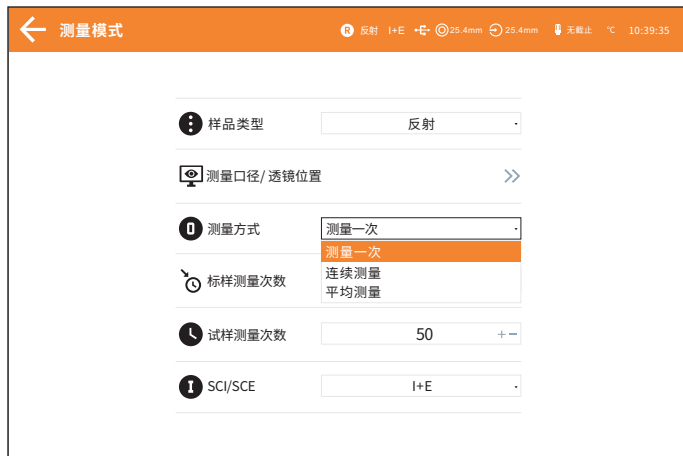 测量模式
R 反射 I+E 25.4mm 25.4mm 无截止 ℃ 10:39:35
样品类型 反射
测量口径/ 透镜位置
测量方式 测量一次
测量一次
连续测量
标样测量次数
平均测量
试样测量次数 50 +−
SCI/SCE I+E